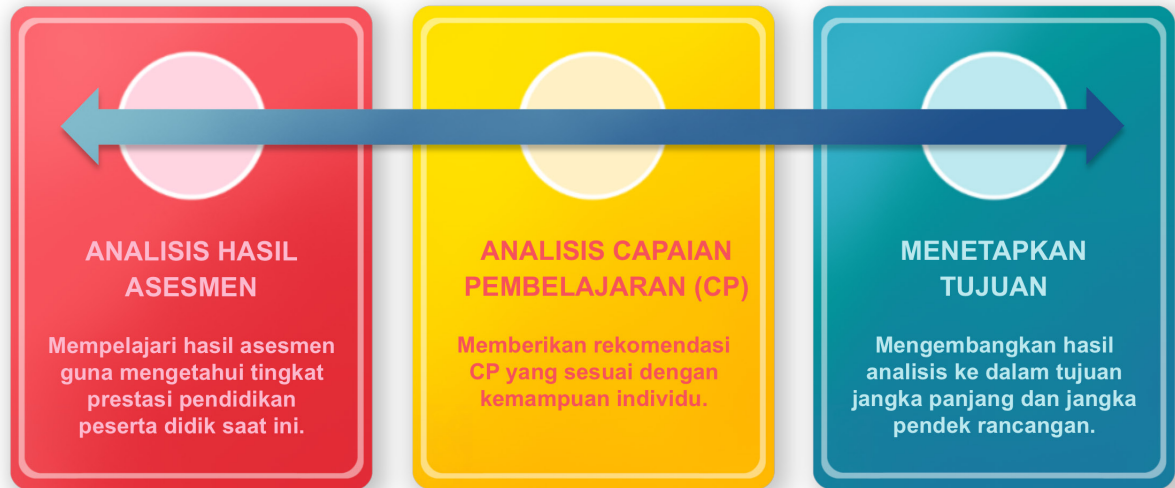 ANALISIS HASIL
ASESMEN
Mempelajari hasil asesmen
guna mengetahui tingkat
prestasi pendidikan
peserta didik saat ini.
ANALISIS CAPAIAN
PEMBELAJARAN (CP)
Memberikan rekomendasi
CP yang sesuai dengan
kemampuan individu.
MENETAPKAN
TUJUAN
Mengembangkan hasil
analisis ke dalam tujuan
jangka panjang dan jangka
pendek rancangan.